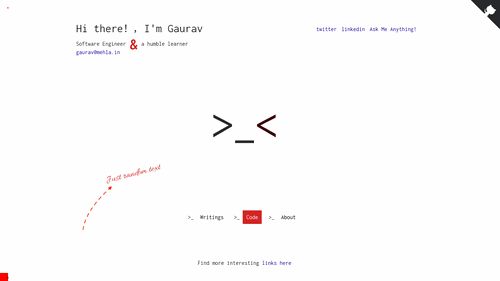 Hi there! , I'm Gaurav
twitter linkedin Ask Me Anything!
Software Engineer & a humble learner
gaurav@mehla.in
>_<
Just random text
>_ Writings >_ Code >_ About
Find more interesting links here